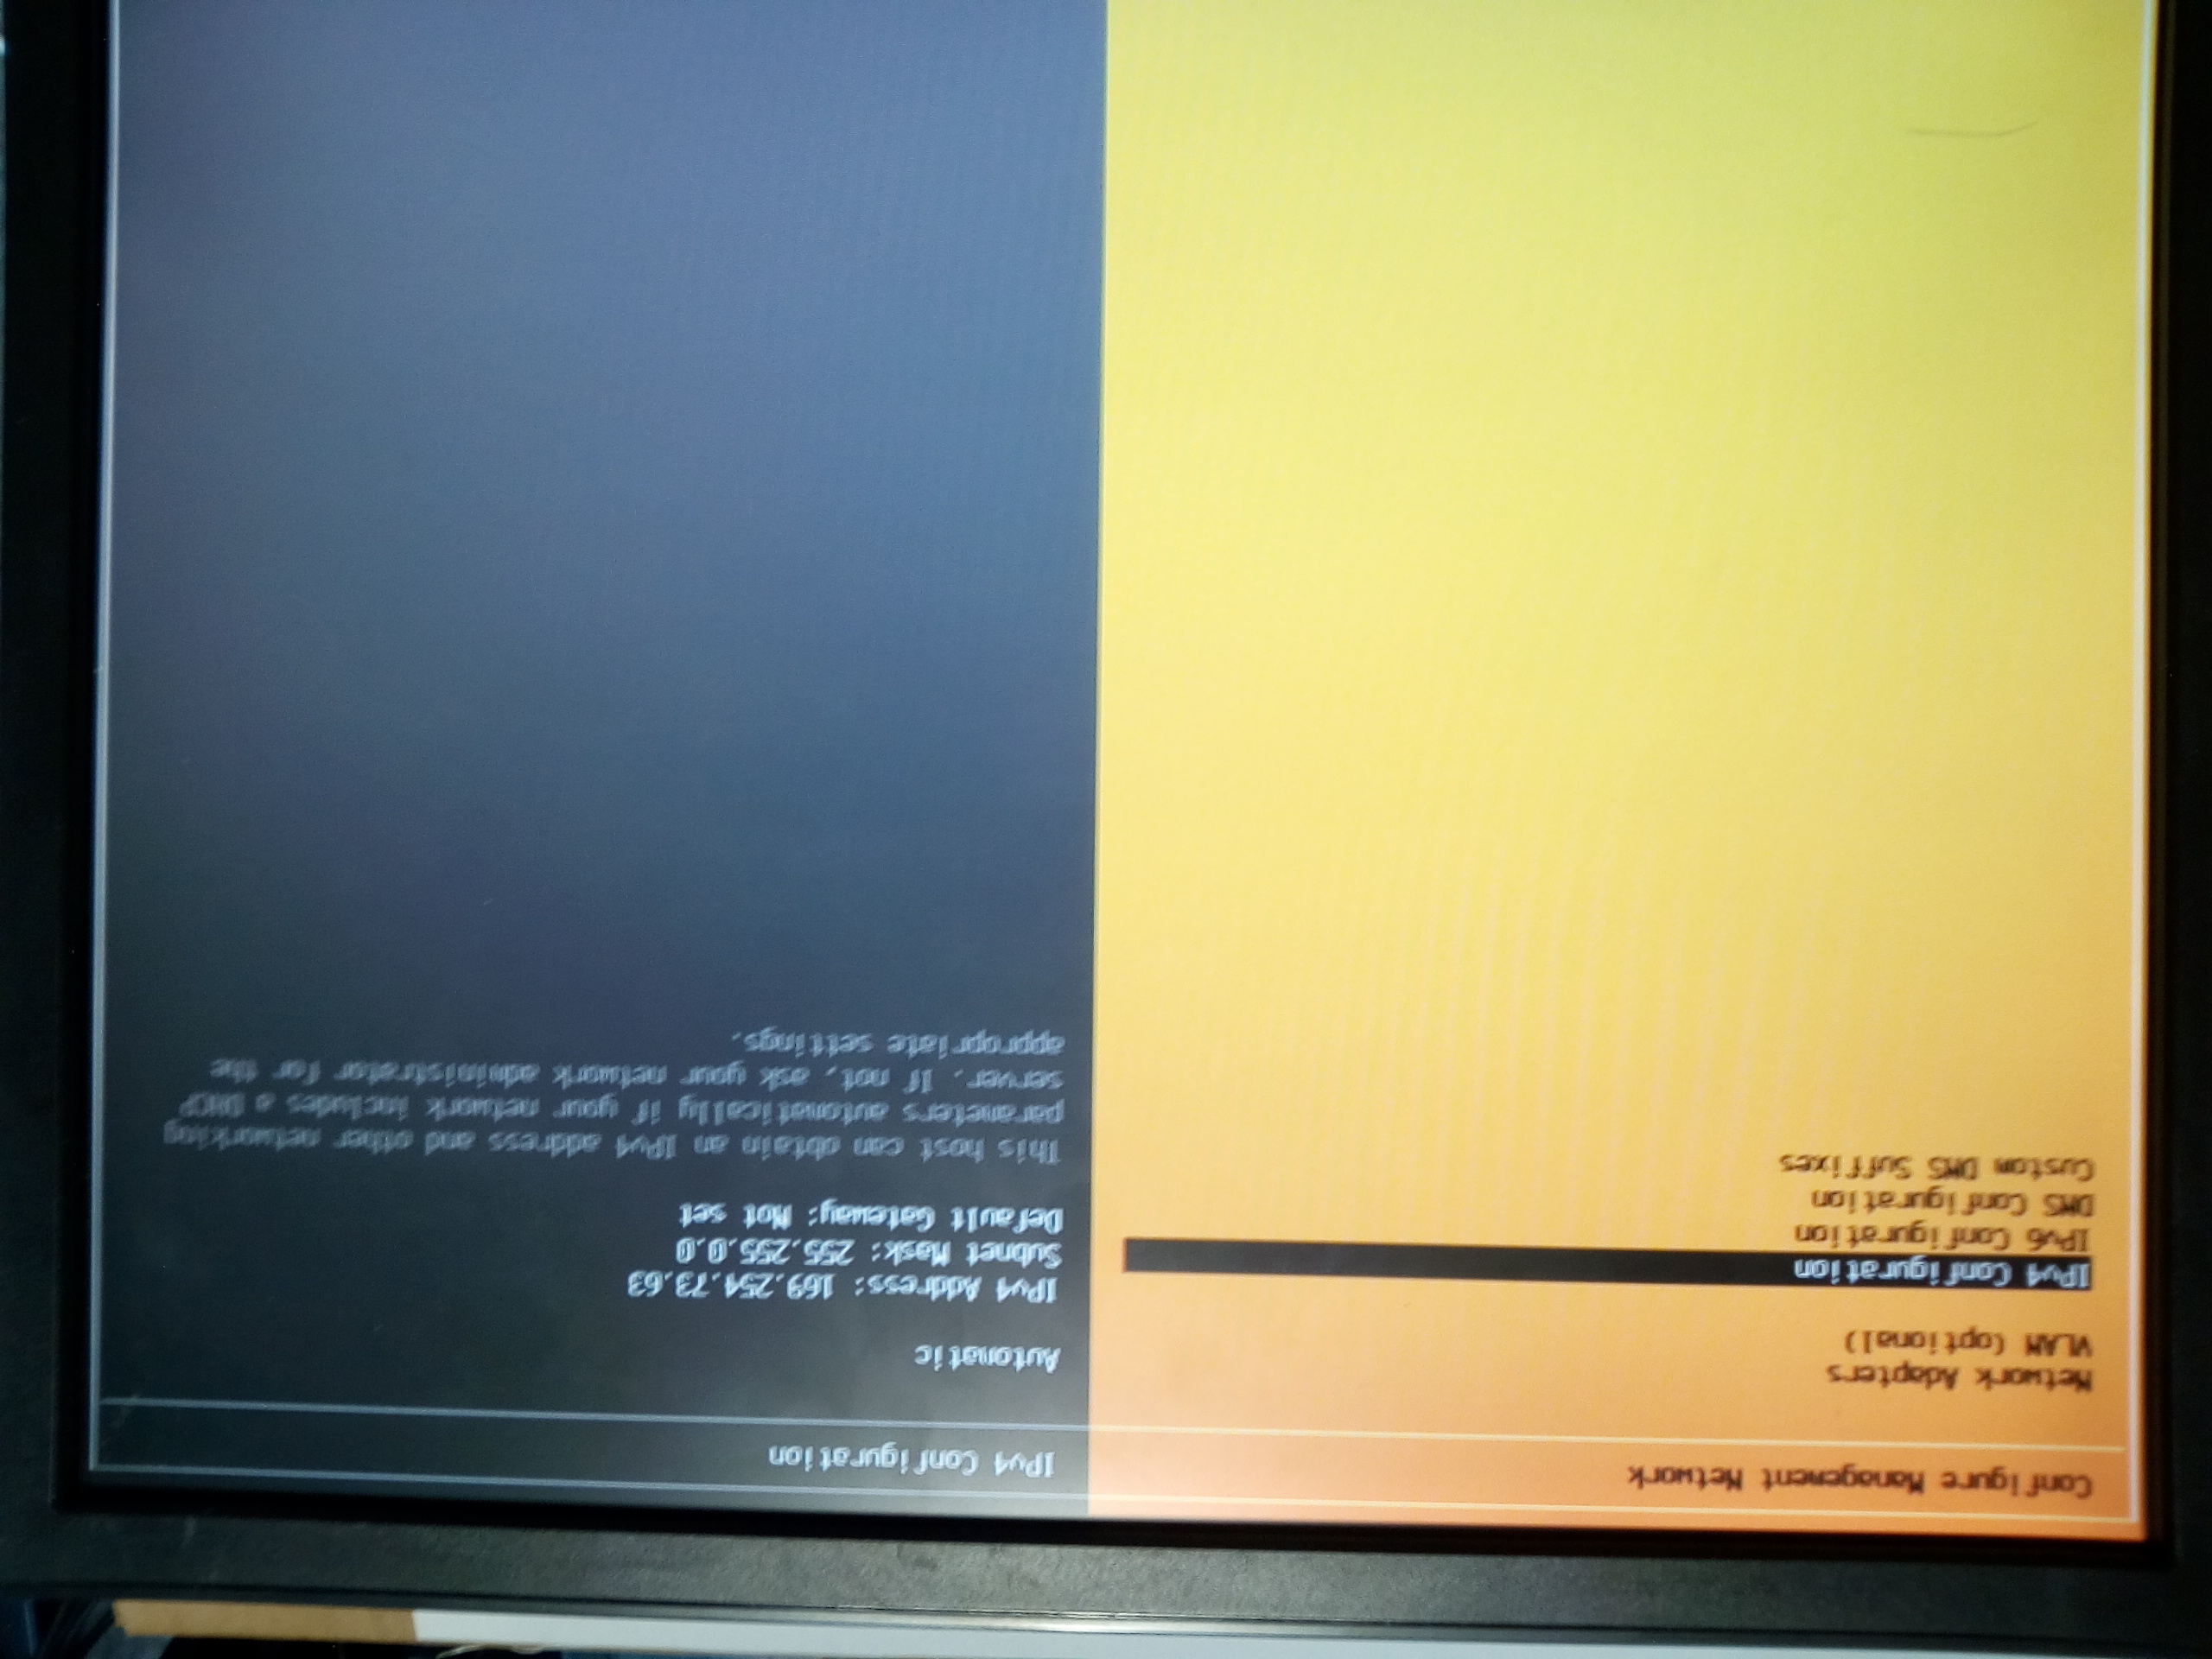 Configure Management Network
Network Adapters
VLAN (optional)
IPv4 Configuration
IPv6 Configuration
DNS Configuration
Custom DNS Suffixes
IPv4 Configuration
Automatic
IPv4 Address: 169.254.73.63
Subnet Mask: 255.255.0.0
Default Gateway: Not set
This host can obtain an IPv4 address and other networking
parameters automatically if your network includes a DHCP
server. If not, ask your network administrator for the
appropriate settings.